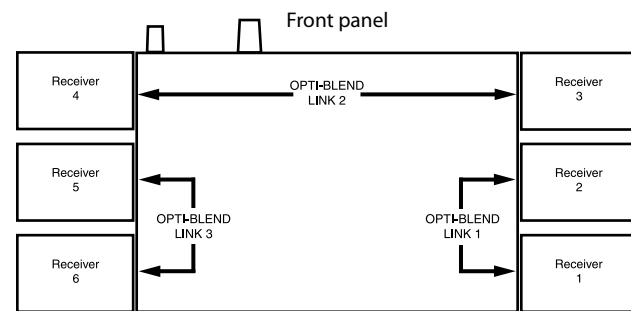 Front panel
Receiver
4
OPTI-BLEND
LINK 2
Receiver
3
Receiver
5
Receiver
2
OPTI-BLEND
LINK 3
OPTI-BLEND
LINK 1
Receiver
6
Receiver
1